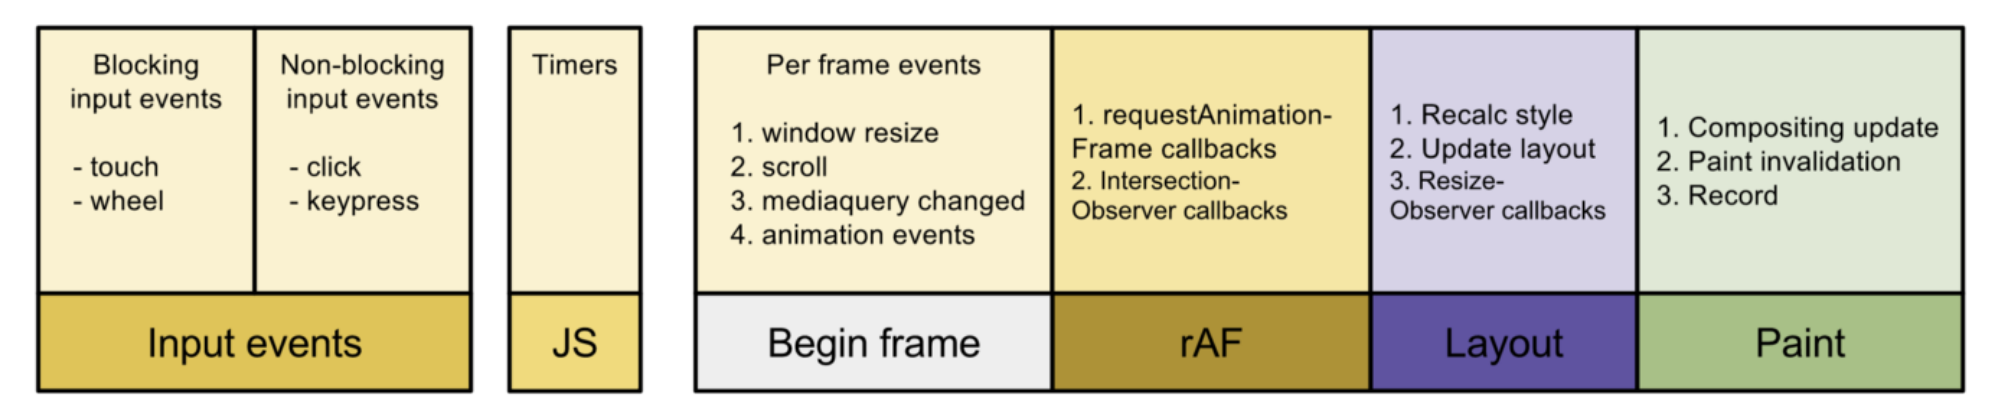 Blocking
input events
- touch
- wheel
Non-blocking
input events
- click
- keypress
Input events
Timers
JS
Per frame events
1. window resize
2. scroll
3. mediaquery changed
4. animation events
Begin frame
1. requestAnimation-
Frame callbacks
2. Intersection-
Observer callbacks
rAF
1. Recalc style
2. Update layout
3. Resize-
Observer callbacks
Layout
1. Compositing update
2. Paint invalidation
3. Record
Paint